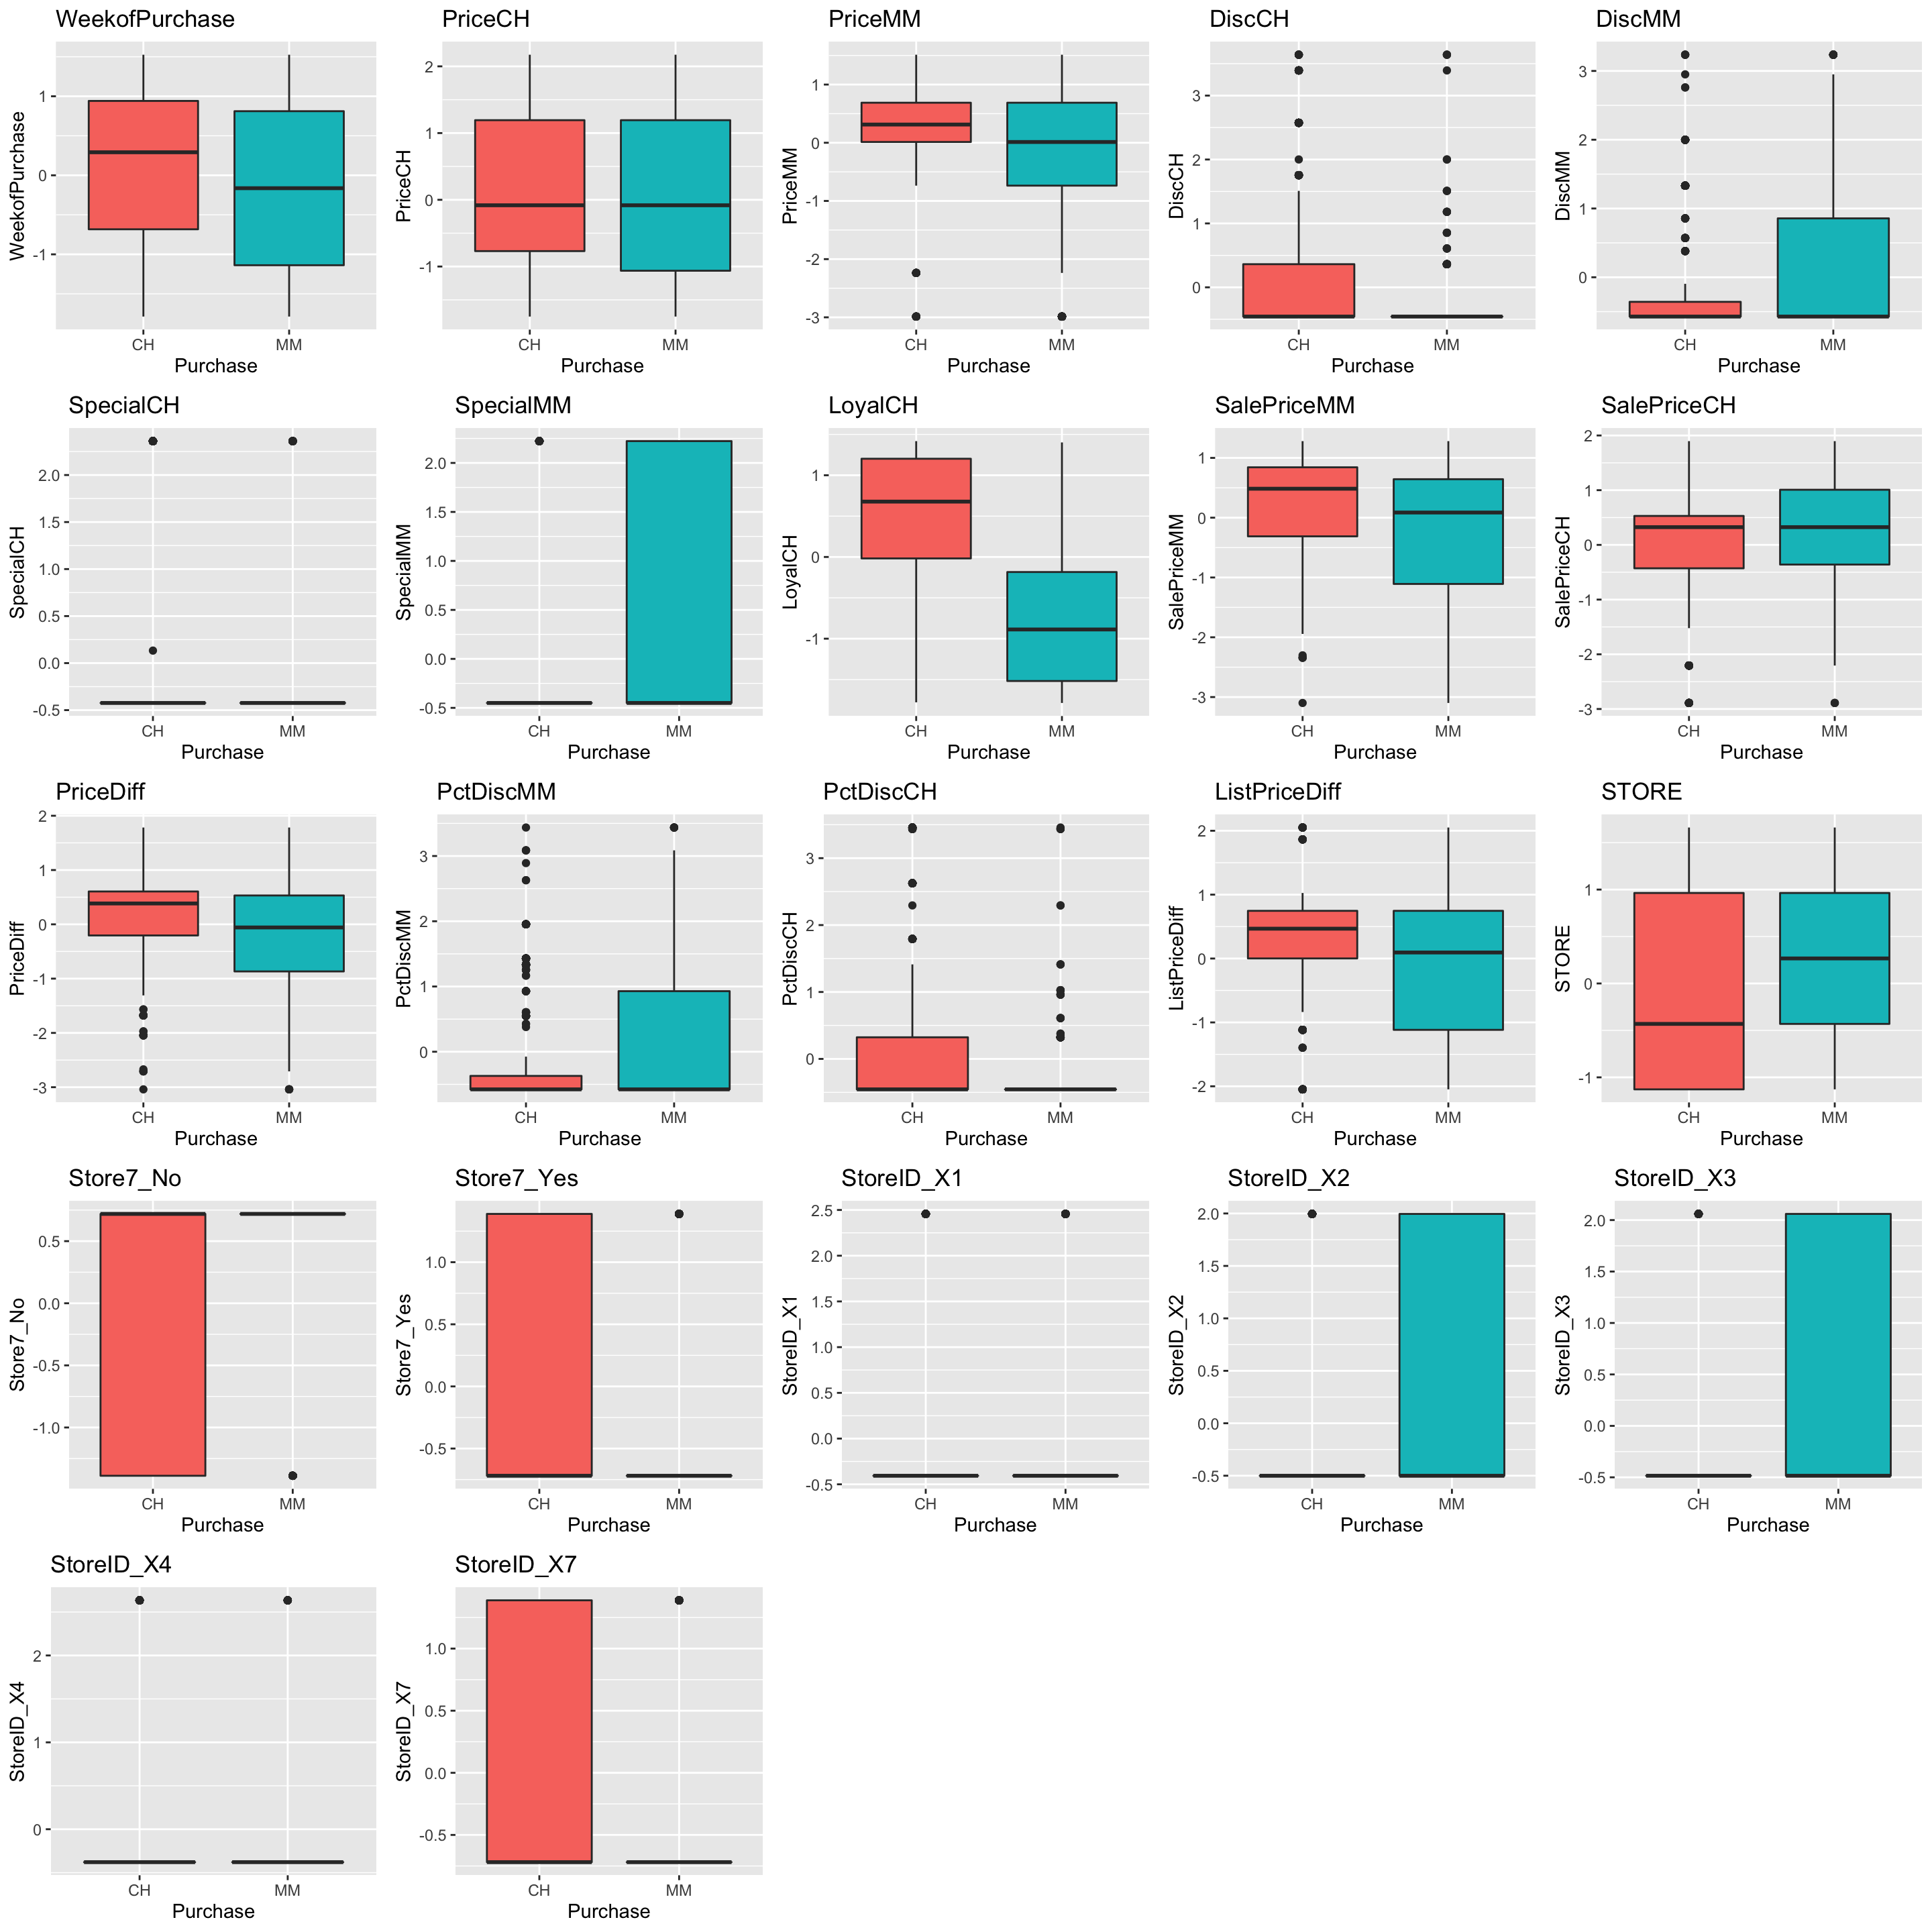 WeekofPurchase PriceCH PriceMM DiscCH DiscMM
WeekofPurchase
1
0
-1
CH MM
Purchase
PriceCH
2
1
0
-1
CH MM
Purchase
PriceMM
1
0
-1
-2
-3
CH MM
Purchase
DiscCH
3
2
1
0
CH MM
Purchase
DiscMM
3
2
1
0
CH MM
Purchase
SpecialCH SpecialMM LoyalCH SalePriceMM SalePriceCH
SpecialCH
2.0
1.5
1.0
0.5
0.0
-0.5
CH MM
Purchase
SpecialMM
2.0
1.5
1.0
0.5
0.0
-0.5
CH MM
Purchase
LoyalCH
1
0
-1
CH MM
Purchase
SalePriceMM
1
0
-1
-2
-3
CH MM
Purchase
SalePriceCH
2
1
0
-1
-2
-3
CH MM
Purchase
PriceDiff PctDiscMM PctDiscCH ListPriceDiff STORE
PriceDiff
2
1
0
-1
-2
-3
CH MM
Purchase
PctDiscMM
3
2
1
0
CH MM
Purchase
PctDiscCH
3
2
1
0
CH MM
Purchase
ListPriceDiff
2
1
0
-1
-2
CH MM
Purchase
STORE
1
0
-1
CH MM
Purchase
Store7_No Store7_Yes StoreID_X1 StoreID_X2 StoreID_X3
Store7_No
0.5
0.0
-0.5
-1.0
CH MM
Purchase
Store7_Yes
1.0
0.5
0.0
-0.5
CH MM
Purchase
StoreID_X1
2.5
2.0
1.5
1.0
0.5
0.0
-0.5
CH MM
Purchase
StoreID_X2
2.0
1.5
1.0
0.5
0.0
-0.5
CH MM
Purchase
StoreID_X3
2.0
1.5
1.0
0.5
0.0
-0.5
CH MM
Purchase
StoreID_X4 StoreID_X7
StoreID_X4
2
1
0
CH MM
Purchase
StoreID_X7
1.0
0.5
0.0
-0.5
CH MM
Purchase